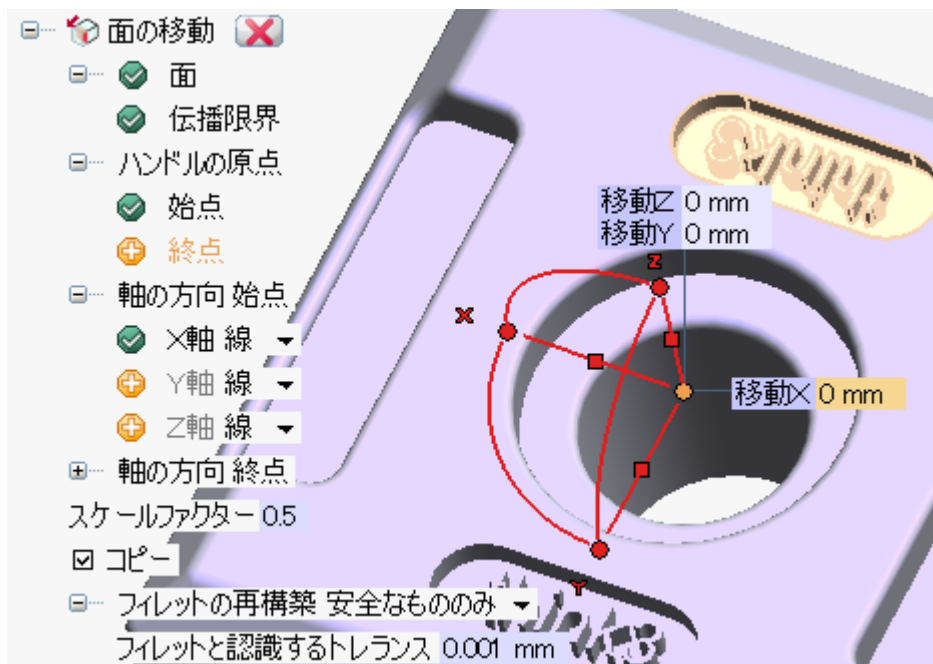 面の移動
面
伝播限界
ハンドルの原点
始点
終点
軸の方向 始点
X軸 線
Y軸 線
Z軸 線
軸の方向 終点
スケールファクター 0.5
コピー
フィレットの再構築 安全なもののみ
フィレットと認識するトレランス 0.001 mm
移動Z 0 mm
移動Y 0 mm
Z
X
移動X 0 mm
Y